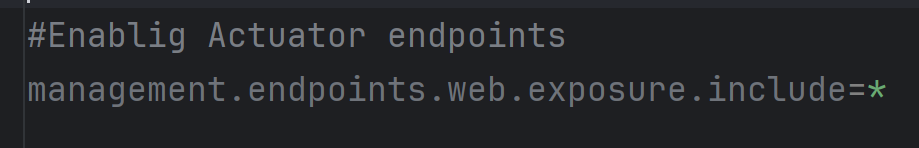 #Enablig Actuator endpoints
management.endpoints.web.exposure.include=*